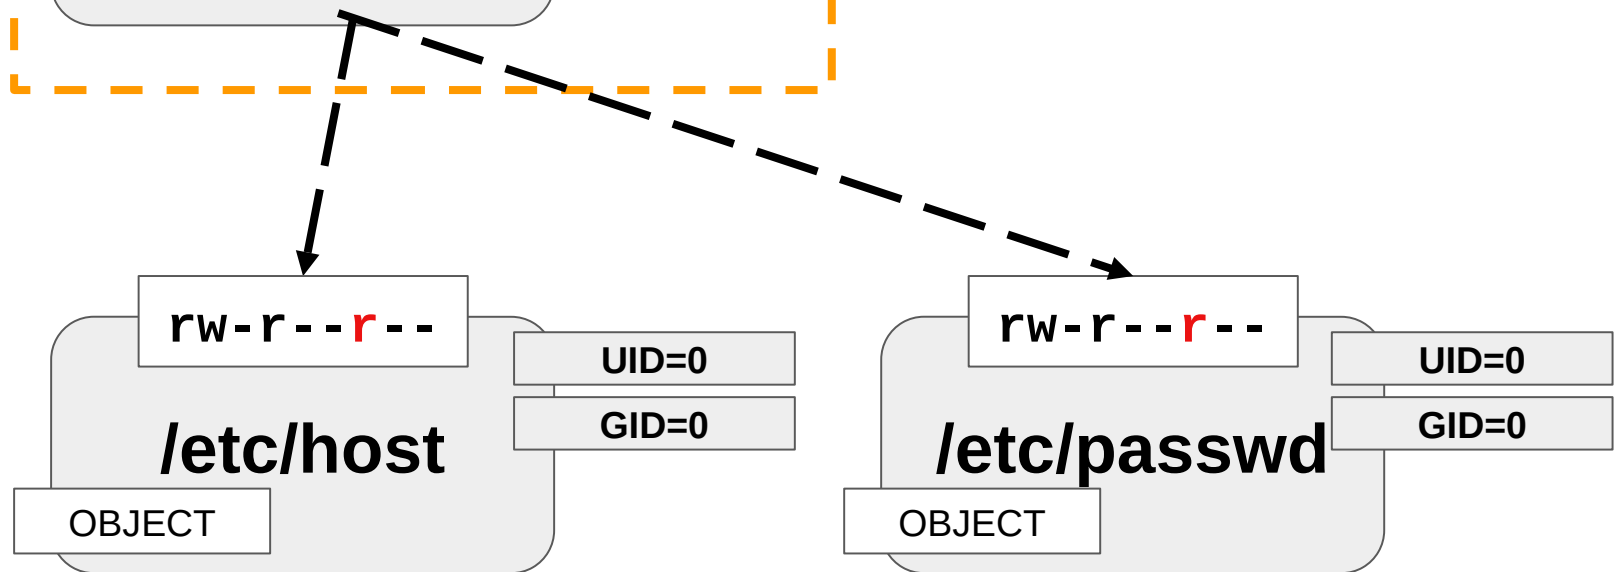 rw-r--r--
UID=0
GID=0
/etc/host
OBJECT
rw-r--r--
UID=0
GID=0
/etc/passwd
OBJECT